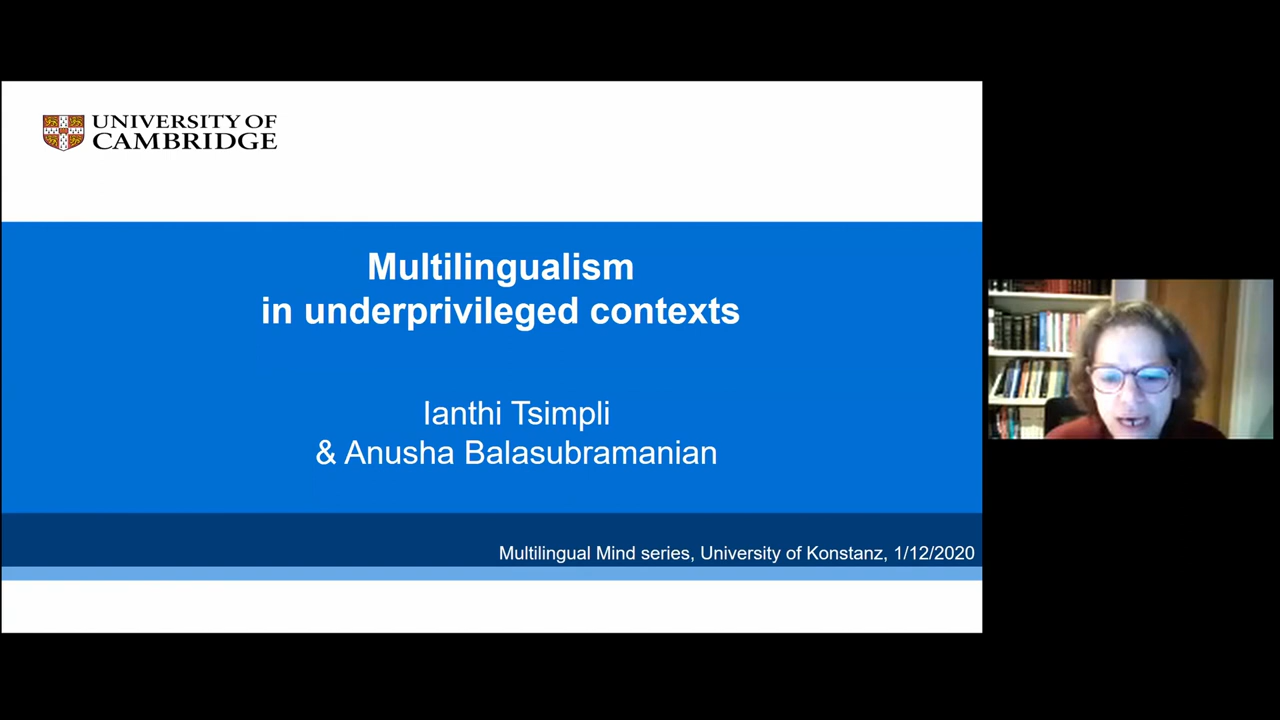 UNIVERSITY OF
CAMBRIDGE
Multilingualism
in underprivileged contexts
Ianthi Tsimpli
& Anusha Balasubramanian
Multilingual Mind series, University of Konstanz, 1/12/2020